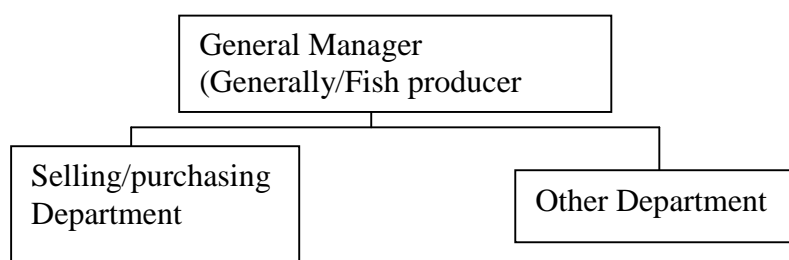 General Manager
(Generally/Fish producer
Selling/purchasing
Department
Other Department